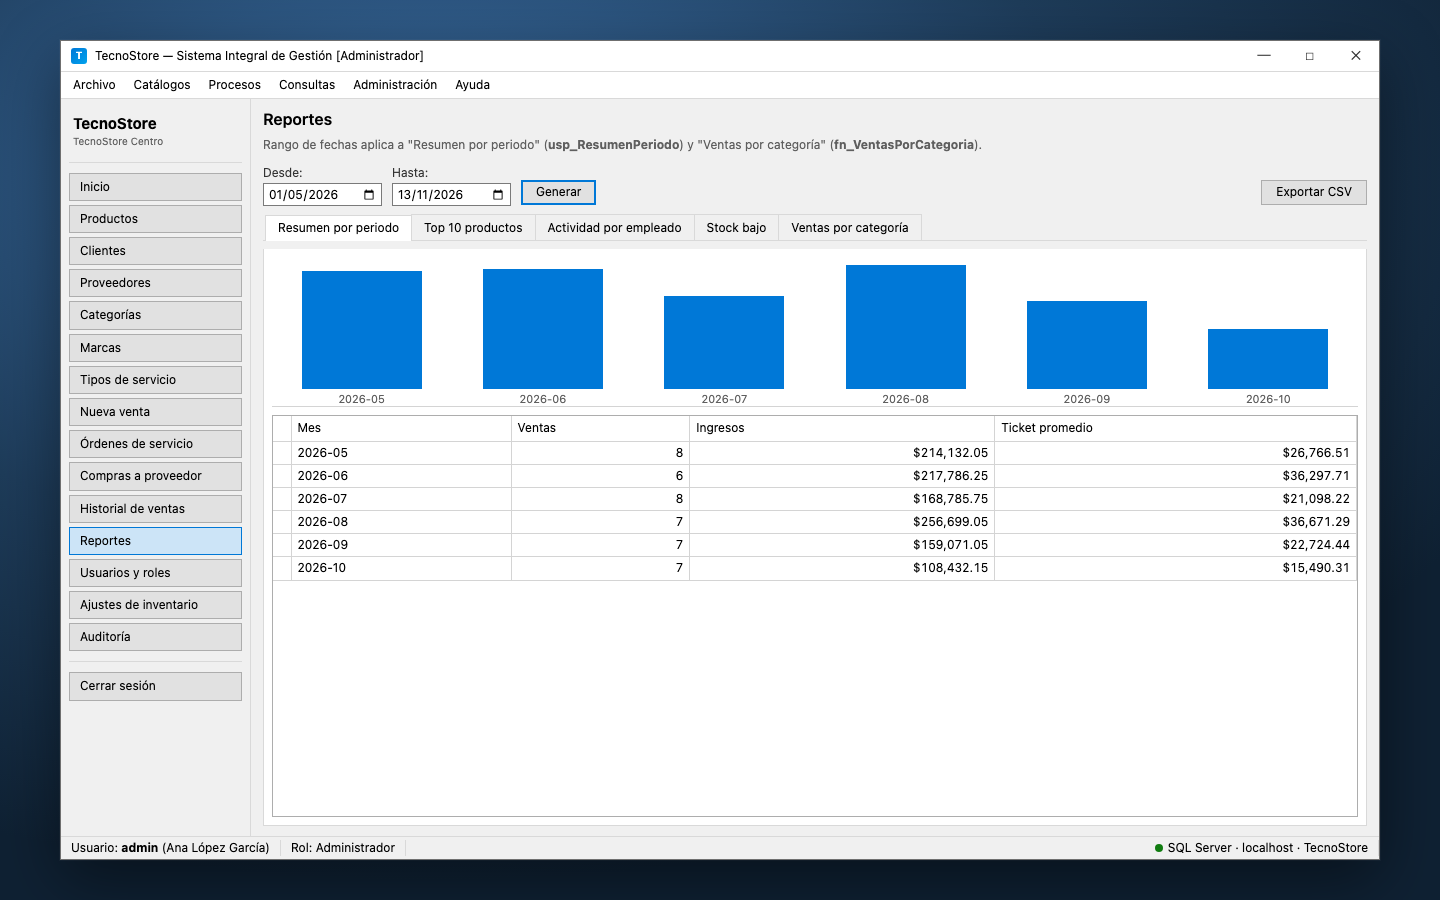 T TecnoStore — Sistema Integral de Gestión [Administrador]
Archivo Catálogos Procesos Consultas Administración Ayuda
TecnoStore
TecnoStore Centro
Inicio
Productos
Clientes
Proveedores
Categorías
Marcas
Tipos de servicio
Nueva venta
Órdenes de servicio
Compras a proveedor
Historial de ventas
Reportes
Usuarios y roles
Ajustes de inventario
Auditoría
Cerrar sesión
Reportes
Rango de fechas aplica a "Resumen por periodo" (usp_ResumenPeriodo) y "Ventas por categoría" (fn_VentasPorCategoria).
Desde: Hasta:
01/05/2026 13/11/2026 Generar Exportar CSV
Resumen por periodo Top 10 productos Actividad por empleado Stock bajo Ventas por categoría
2026-05 2026-06 2026-07 2026-08 2026-09 2026-10
Mes Ventas Ingresos Ticket promedio
2026-05 8 $214,132.05 $26,766.51
2026-06 6 $217,786.25 $36,297.71
2026-07 8 $168,785.75 $21,098.22
2026-08 7 $256,699.05 $36,671.29
2026-09 7 $159,071.05 $22,724.44
2026-10 7 $108,432.15 $15,490.31
Usuario: admin (Ana López García) Rol: Administrador SQL Server · localhost · TecnoStore